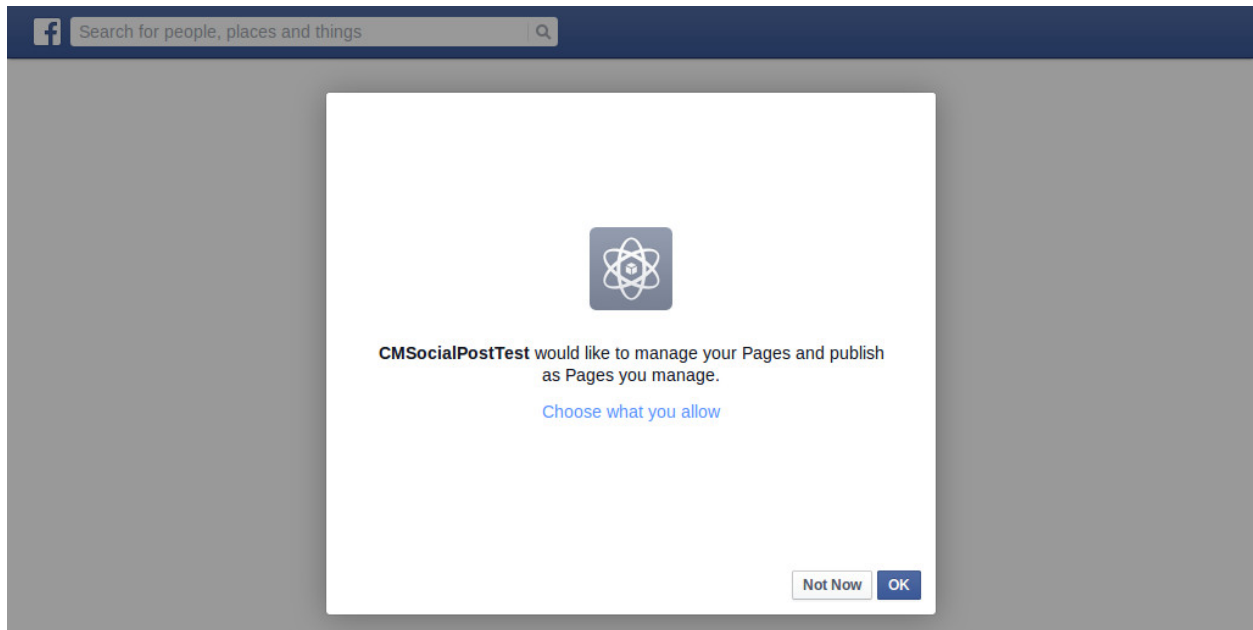 f
Search for people, places and things
CMSocialPostTest would like to manage your Pages and publish
as Pages you manage.
Choose what you allow
Not Now
OK